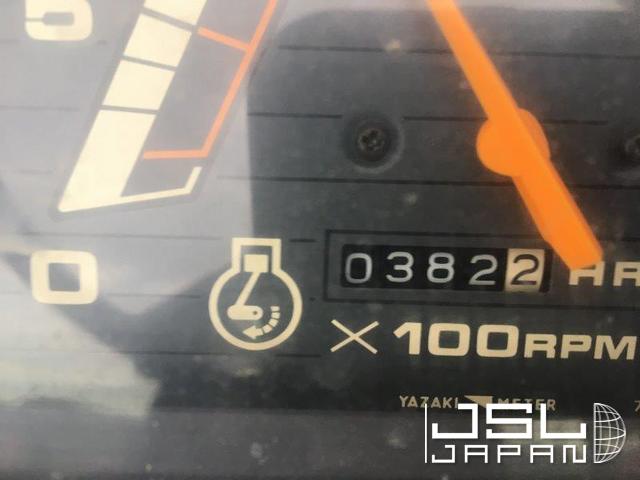 5
0
03822 HR
×100RPM
YAZAKI METER
JSL
JAPAN